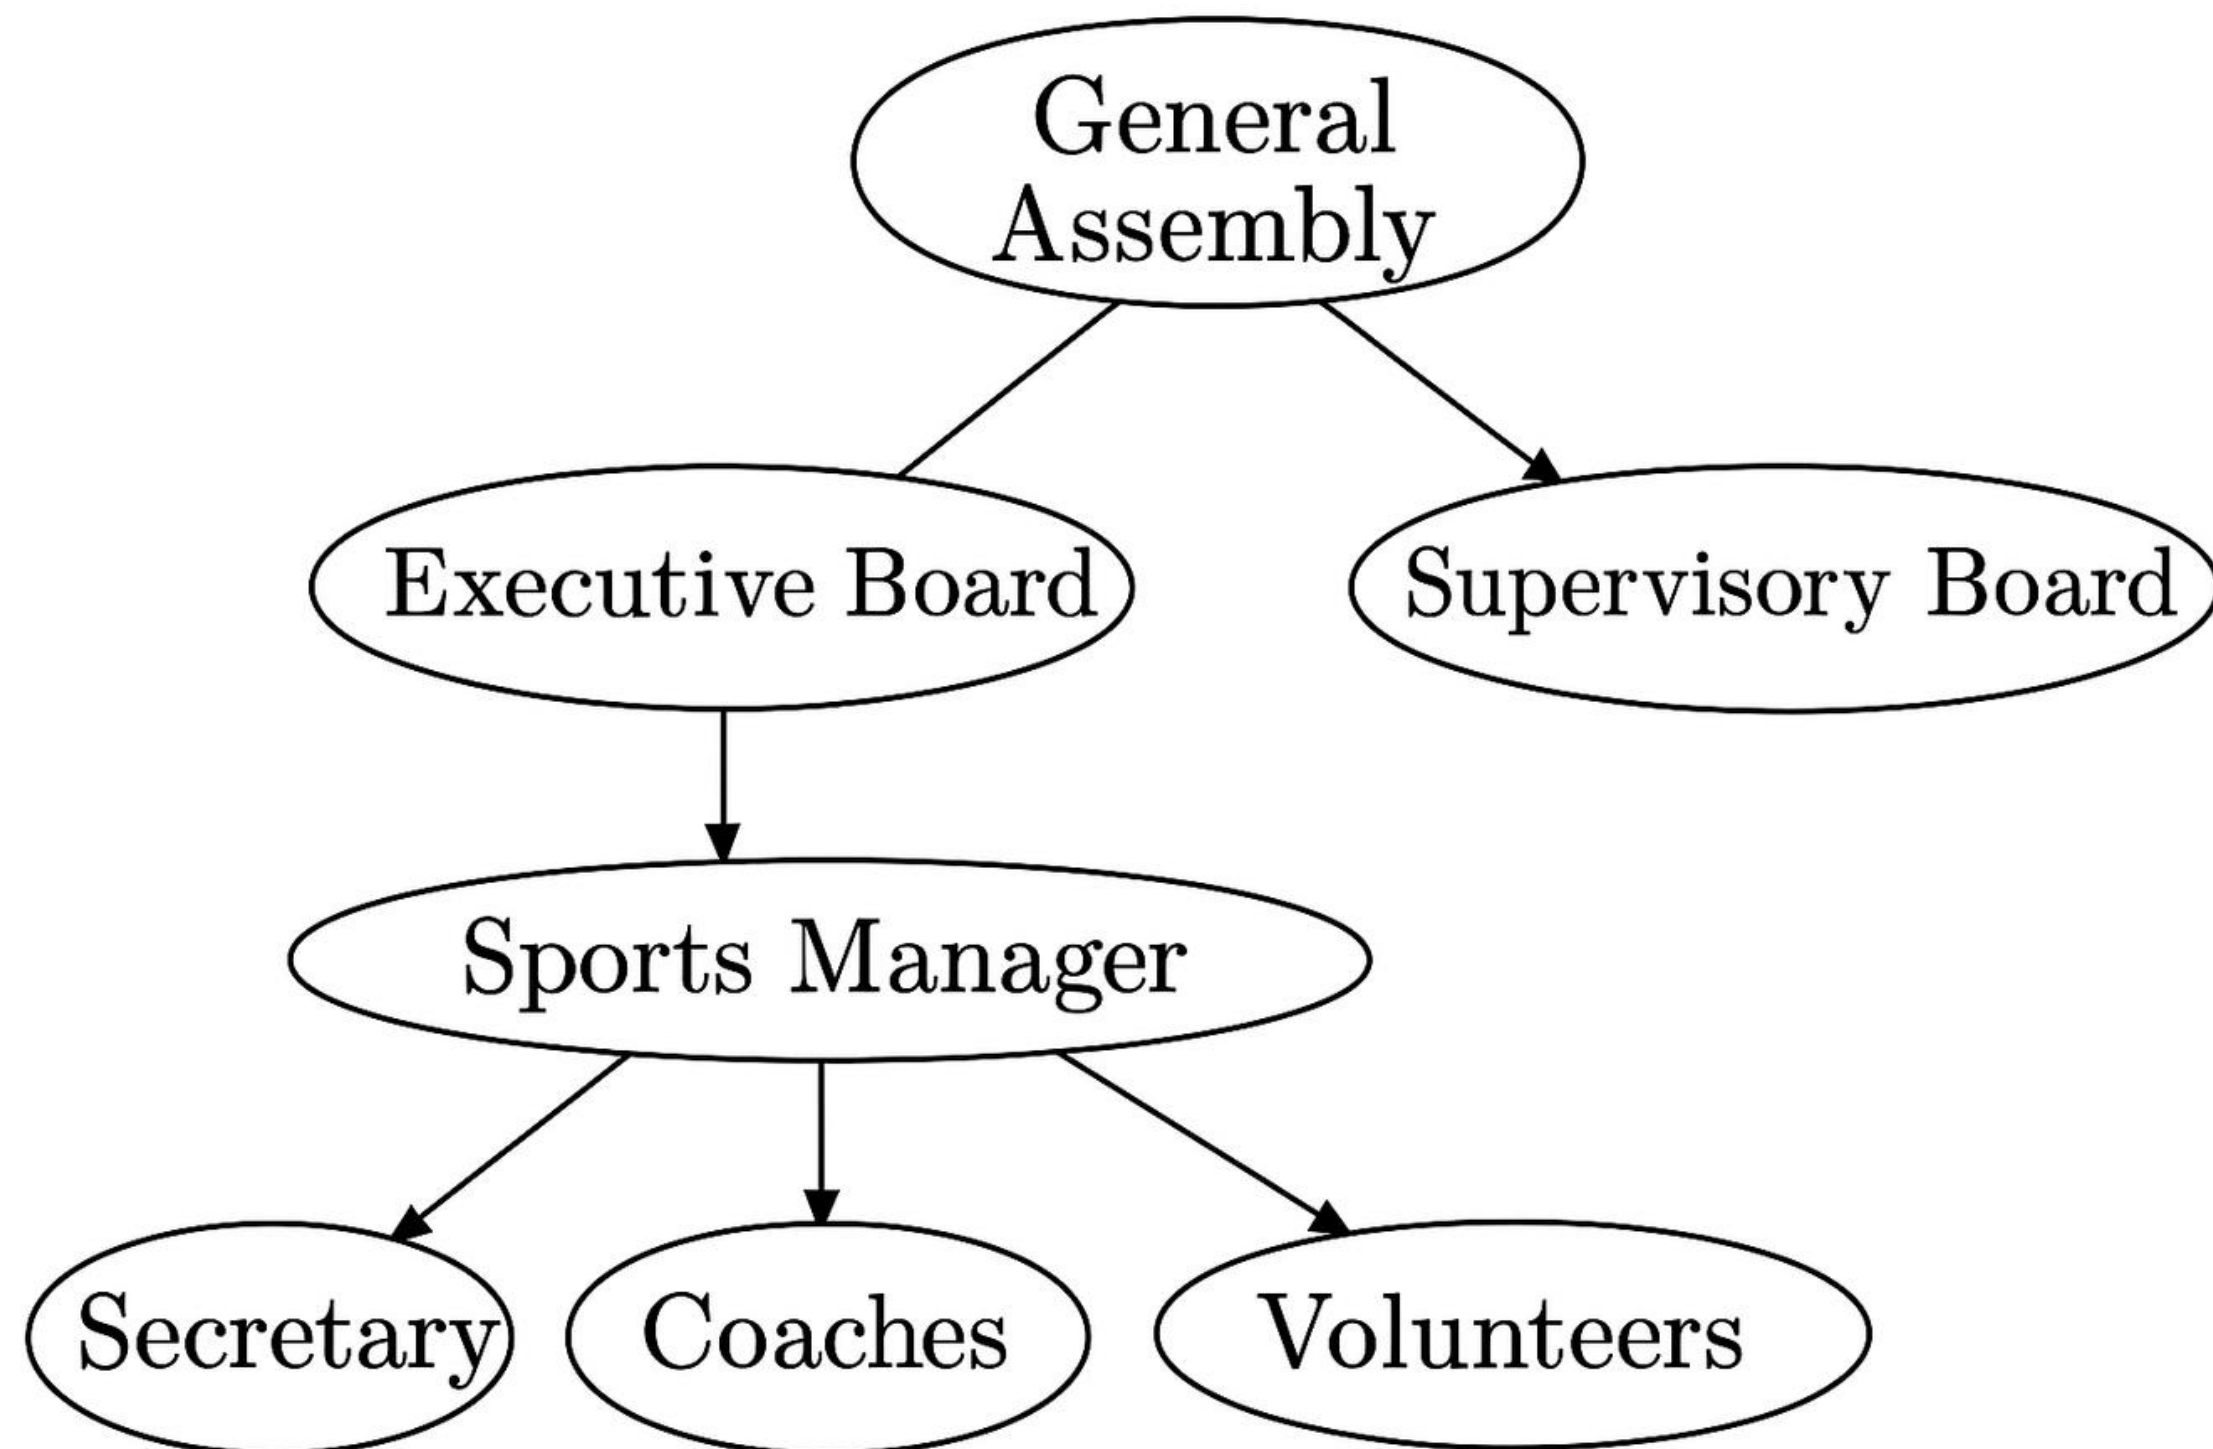 General
Assembly
Executive Board
Supervisory Board
Sports Manager
Secretary
Coaches
Volunteers